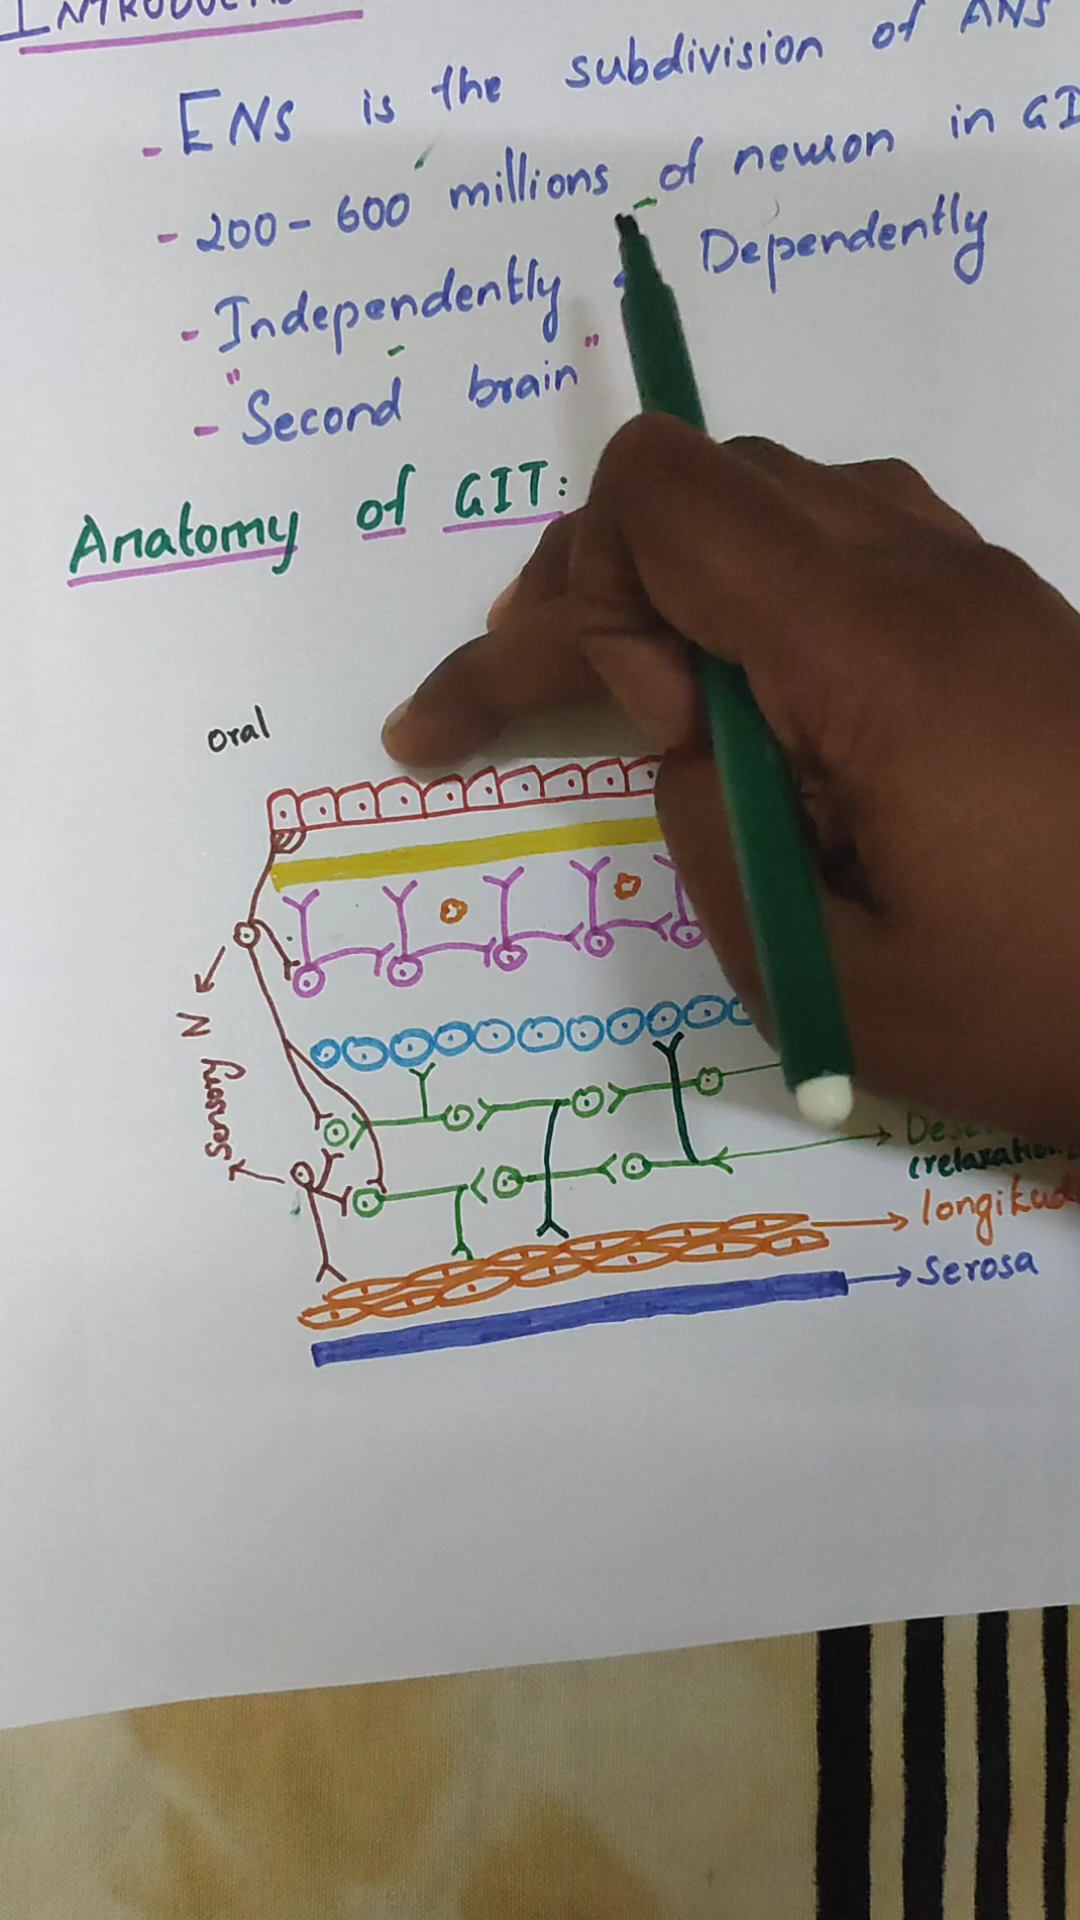 - ENS is the subdivision of ANS
- 200-600 millions of neuron in GI
- Independently & Dependently
- "Second brain"
Anatomy of GIT:
oral
Sensory N
(relaxation
longitud
→ Serosa